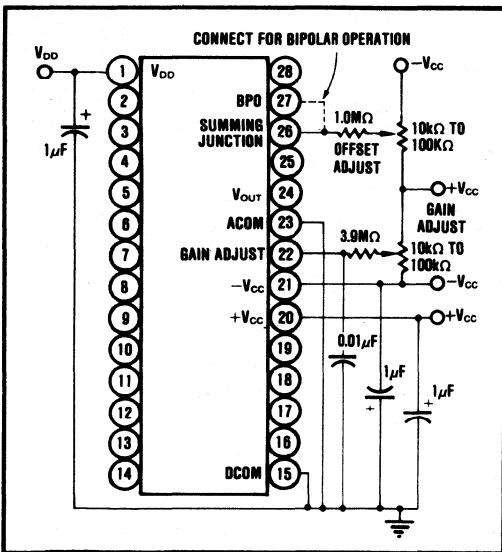 CONNECT FOR BIPOLAR OPERATION
VDD
−VCC
1 VDD 28
2 BPO 27
1.0MΩ
10kΩ TO
100KΩ
3 SUMMING
JUNCTION 26
OFFSET
ADJUST
1µF
+
4 25
5 VOUT 24
+VCC
6 ACOM 23
GAIN
ADJUST
3.9MΩ
10kΩ TO
100kΩ
7 GAIN ADJUST 22
8 −VCC 21
−VCC
9 +VCC 20
+VCC
10 19
0.01µF
1µF
+
1µF
+
11 18
12 17
13 16
14 DCOM 15